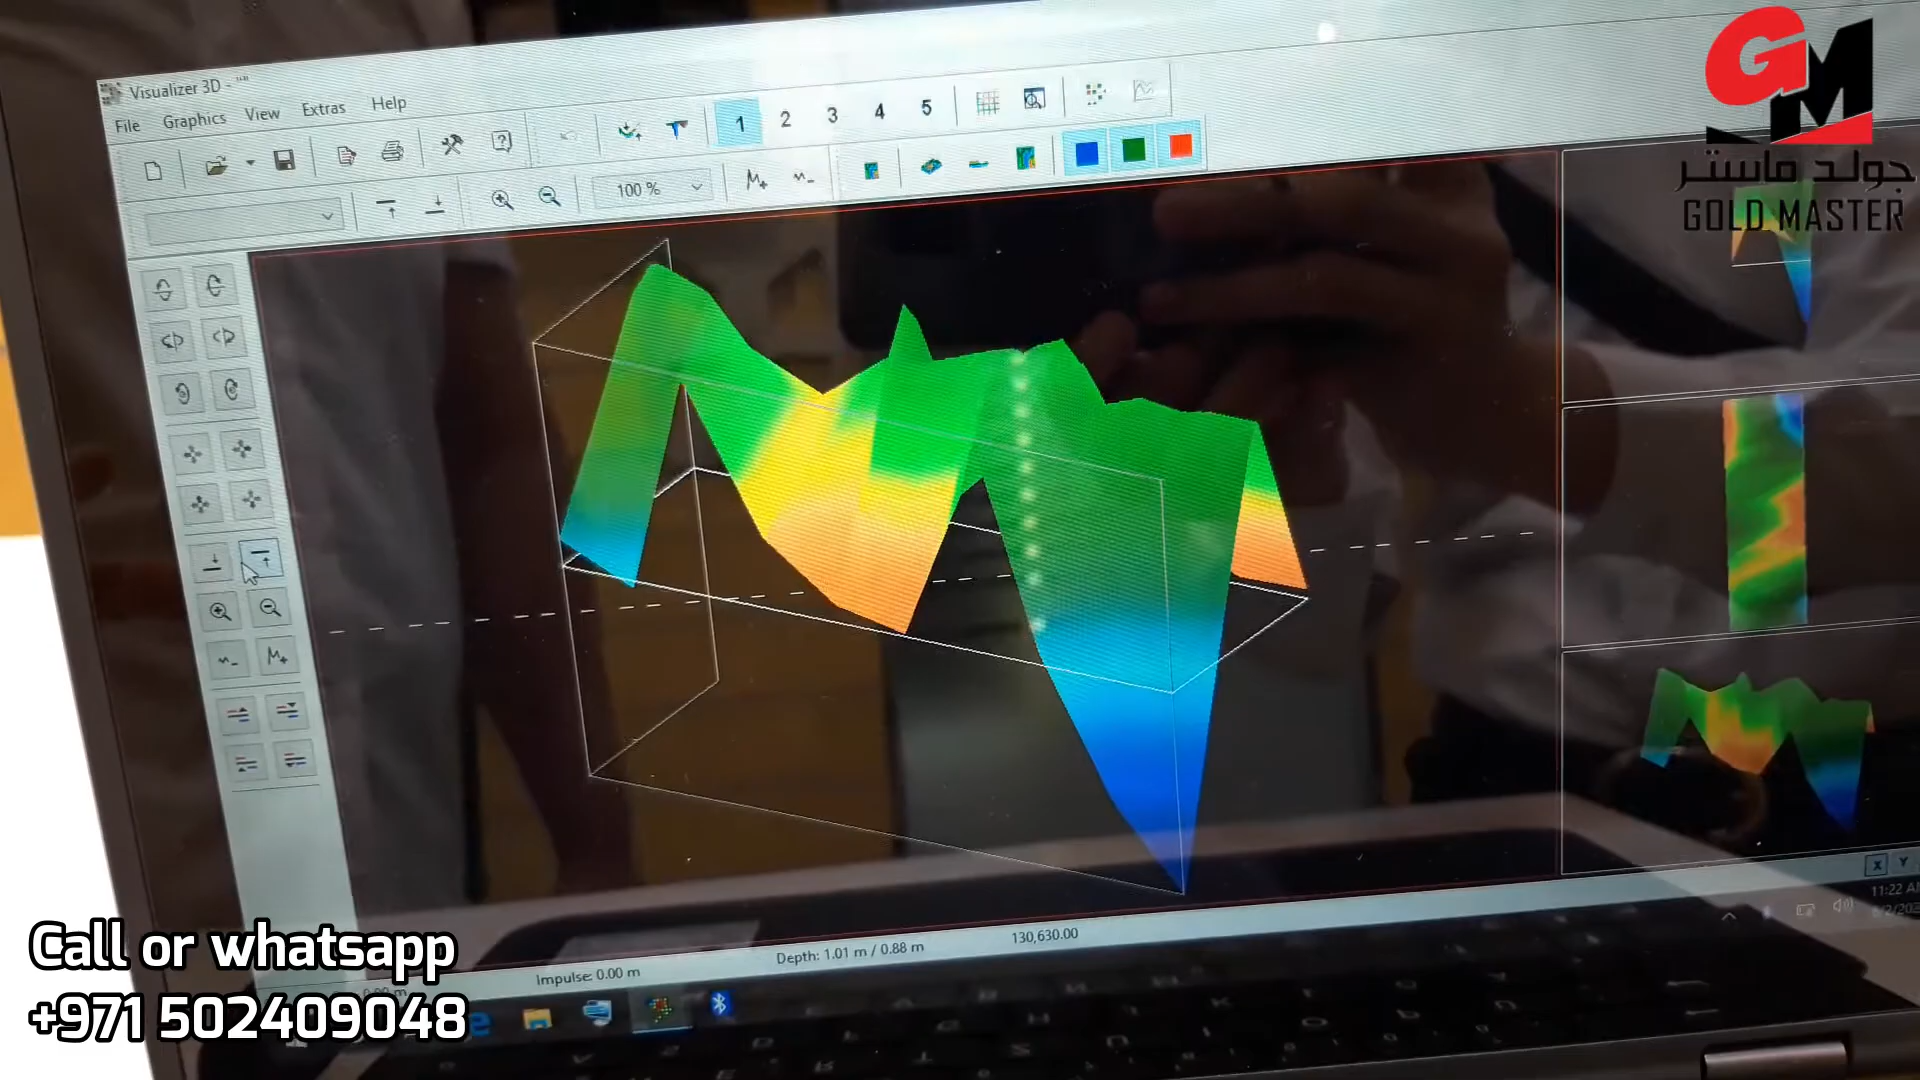 Visualizer 3D - ""
File Graphics View Extras Help
1 2 3 4 5
100 %
GM
جولد ماستر
GOLD MASTER
X Y
11:22 A
Impulse: 0.00 m
Depth: 1.01 m / 0.88 m
130,630.00
Call or whatsapp
+971 502409048